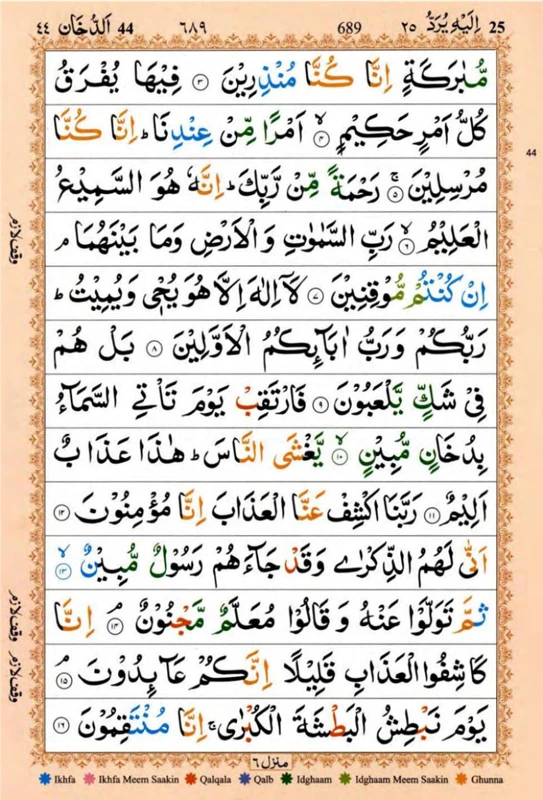 اِلَيْهِ يُرَدُّ ٢٥ 25
689
٦٨٩
44 اَلدُّخَان ٤٤
مُّبٰرَكَةٍ اِنَّا كُنَّا مُنْذِرِيْنَ ۝٣ فِيْهَا يُفْرَقُ
كُلُّ اَمْرٍ حَكِيْمٍ ۙ۝٤ اَمْرًا مِّنْ عِنْدِنَا ؕ اِنَّا كُنَّا
مُرْسِلِيْنَ ۚ۝٥ رَحْمَةً مِّنْ رَّبِّكَ ؕ اِنَّهٗ هُوَ السَّمِيْعُ
الْعَلِيْمُ ۙ۝٦ رَبِّ السَّمٰوٰتِ وَ الْاَرْضِ وَمَا بَيْنَهُمَا ۘ
اِنْ كُنْتُمْ مُّوْقِنِيْنَ ۝٧ لَاۤ اِلٰهَ اِلَّا هُوَ يُحْيٖ وَيُمِيْتُ ؕ
رَبُّكُمْ وَ رَبُّ اٰبَآئِكُمُ الْاَوَّلِيْنَ ۝٨ بَلْ هُمْ
فِيْ شَكٍّ يَّلْعَبُوْنَ ۝٩ فَارْتَقِبْ يَوْمَ تَاْتِي السَّمَآءُ
بِدُخَانٍ مُّبِيْنٍ ۙ۝١٠ يَّغْشَى النَّاسَ ؕ هٰذَا عَذَابٌ
اَلِيْمٌ ۝١١ رَبَّنَا اكْشِفْ عَنَّا الْعَذَابَ اِنَّا مُؤْمِنُوْنَ ۝١٢
اَنّٰى لَهُمُ الذِّكْرٰى وَقَدْ جَآءَهُمْ رَسُوْلٌ مُّبِيْنٌ ۙ۝١٣
ثُمَّ تَوَلَّوْا عَنْهُ وَ قَالُوْا مُعَلَّمٌ مَّجْنُوْنٌ ۘ۝١٤ اِنَّا
كَاشِفُوا الْعَذَابِ قَلِيْلًا اِنَّكُمْ عَآئِدُوْنَ ۘ۝١٥
يَوْمَ نَبْطِشُ الْبَطْشَةَ الْكُبْرٰى ۚ اِنَّا مُنْتَقِمُوْنَ ۝١٦
44
وقف لازم
وقف لازم
وقف لازم
منزل ٦
Ikhfa Ikhfa Meem Saakin Qalqala Qalb Idghaam Idghaam Meem Saakin Ghunna